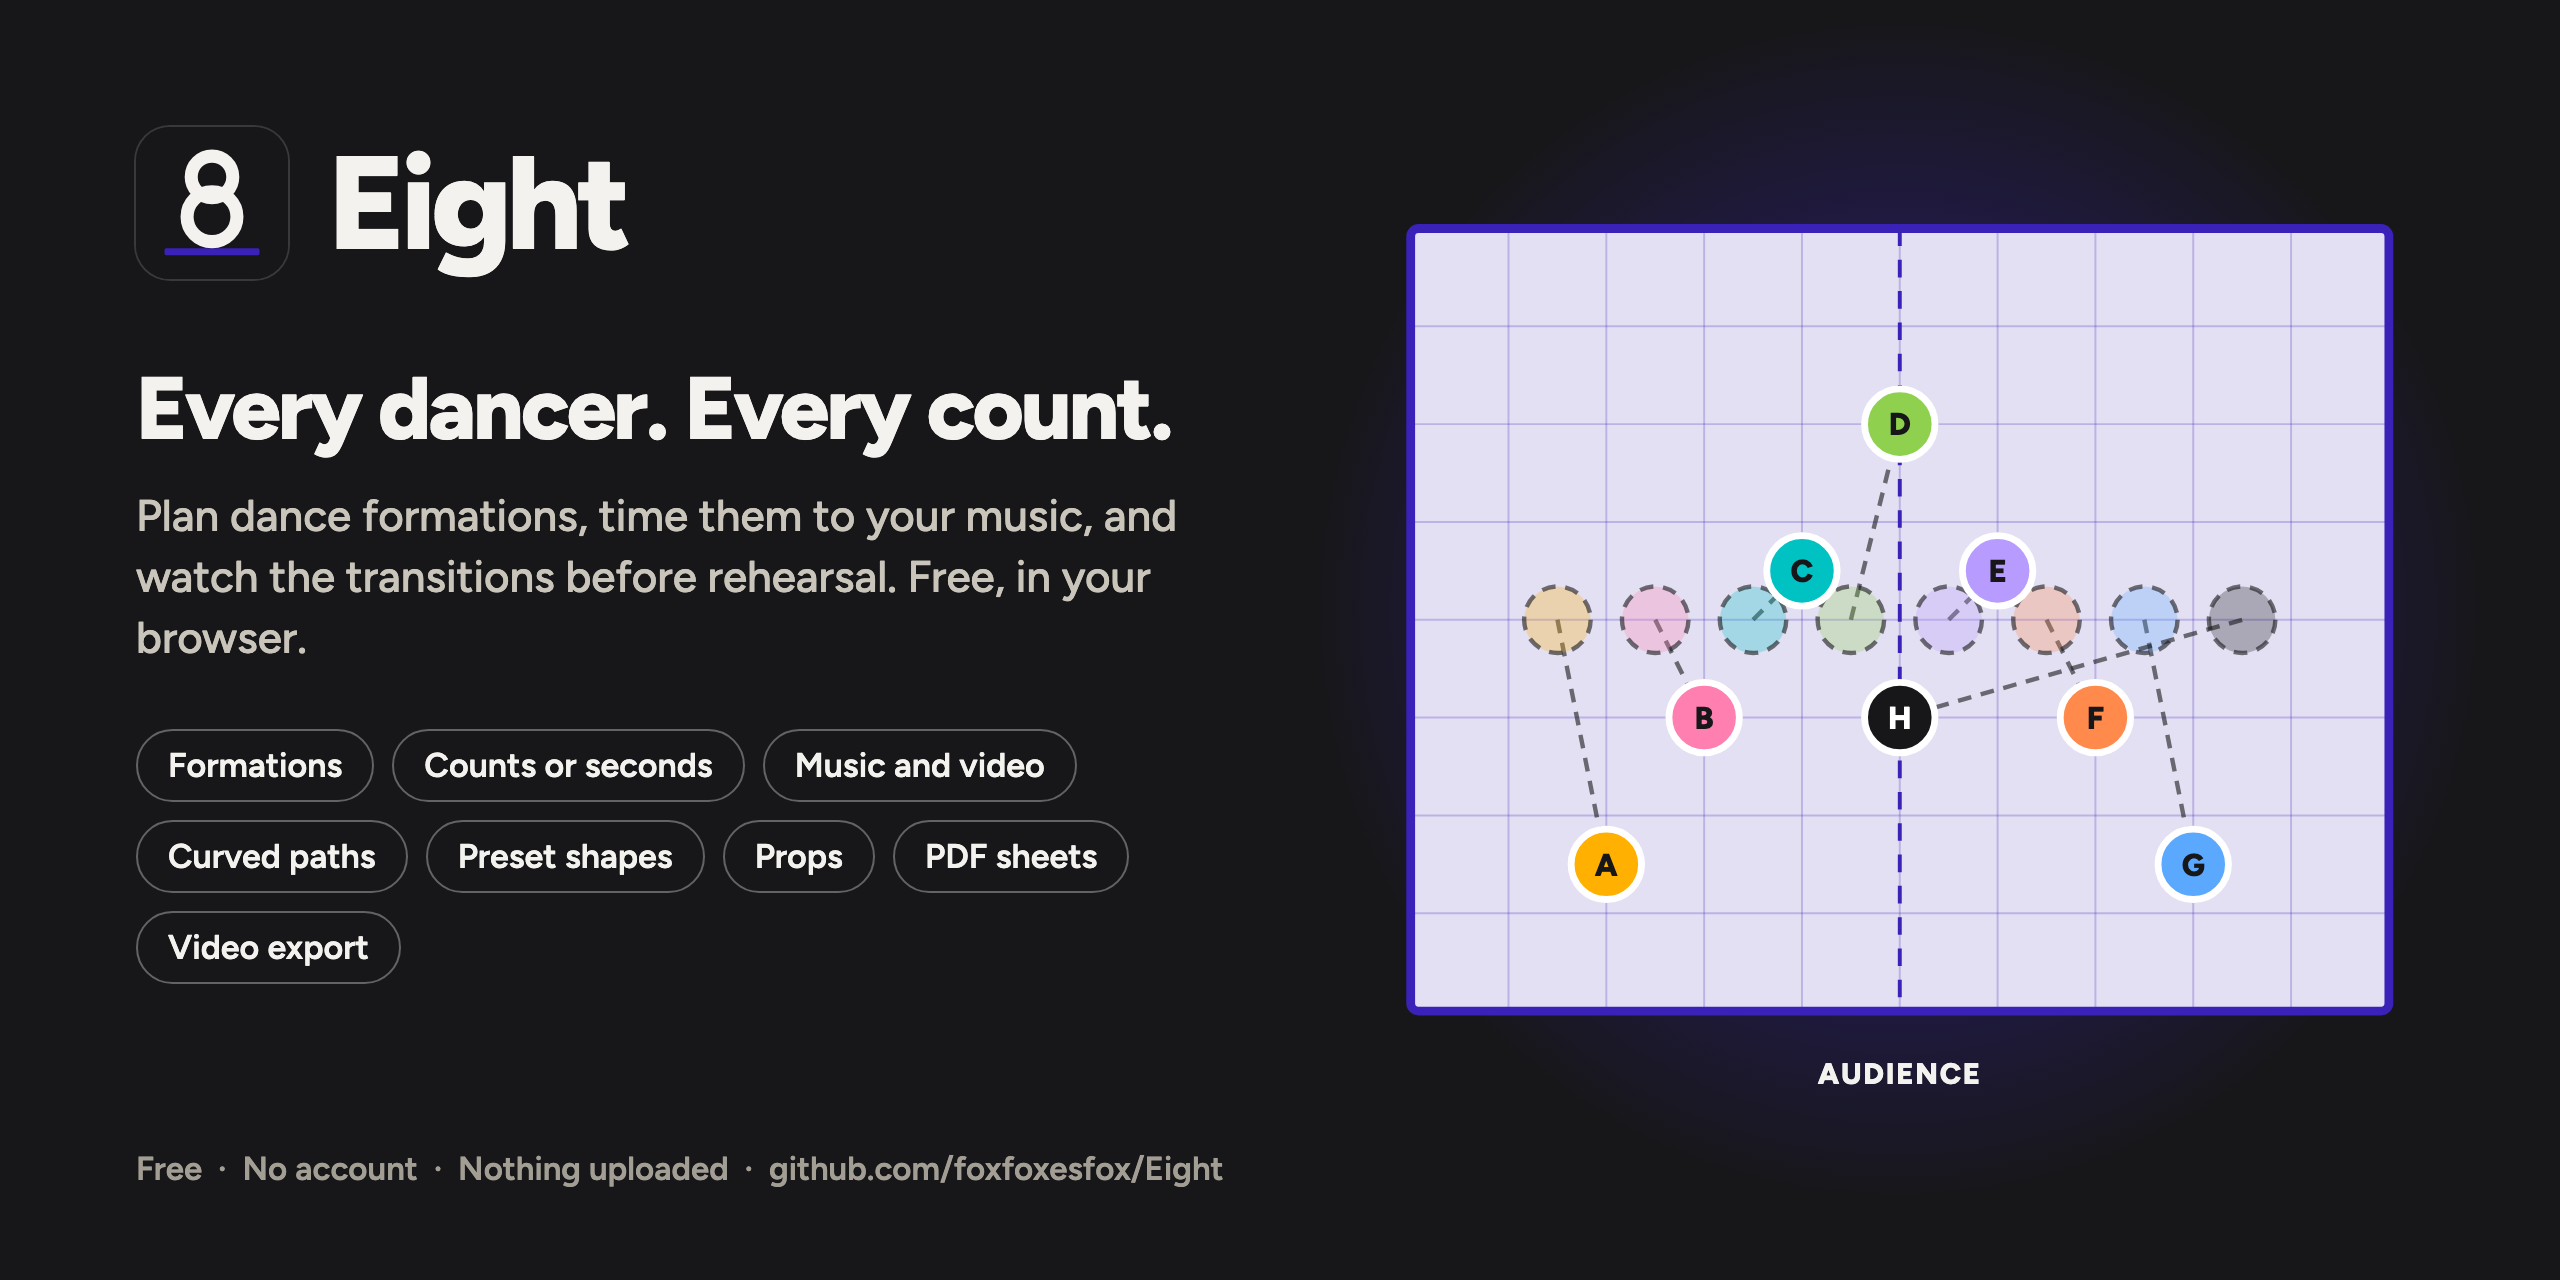 8 Eight
Every dancer. Every count.
Plan dance formations, time them to your music, and
watch the transitions before rehearsal. Free, in your
browser.
Formations Counts or seconds Music and video
Curved paths Preset shapes Props PDF sheets
Video export
Free · No account · Nothing uploaded · github.com/foxfoxesfox/Eight
D
C E
B H F
A G
AUDIENCE